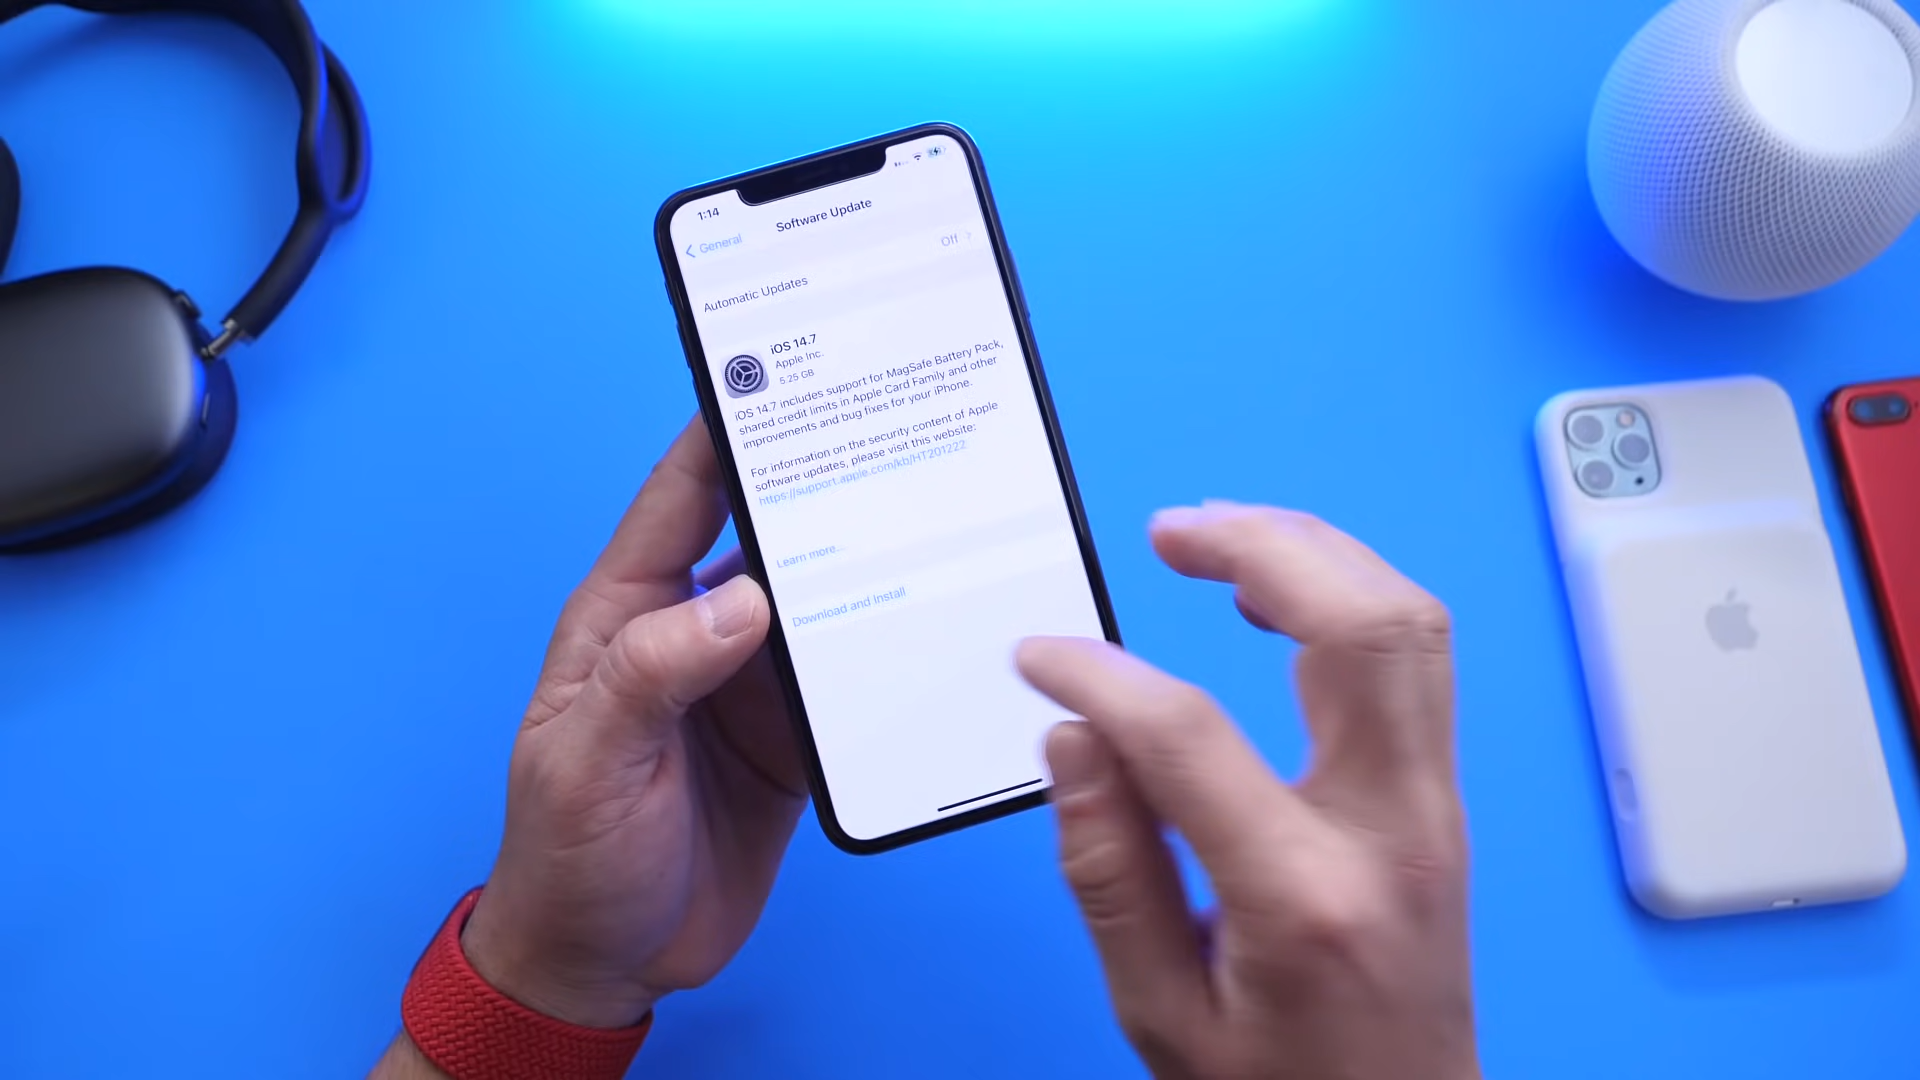 1:14
General
Software Update
Automatic Updates
Off
iOS 14.7
Apple Inc.
5.25 GB
iOS 14.7 includes support for MagSafe Battery Pack,
shared credit limits in Apple Card Family and other
improvements and bug fixes for your iPhone.
For information on the security content of Apple
software updates, please visit this website:
https://support.apple.com/kb/HT201222
Learn more...
Download and Install